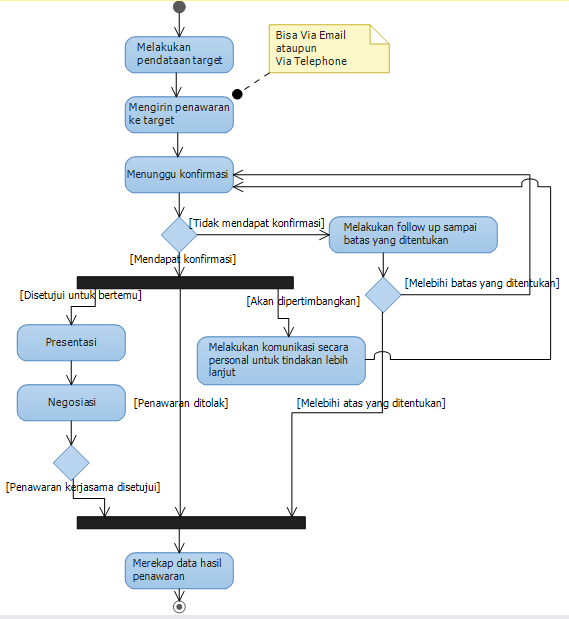 Melakukan
pendataan target
Bisa Via Email
ataupun
Via Telephone
Mengirin penawaran
ke target
Menunggu konfirmasi
[Tidak mendapat konfirmasi]
Melakukan follow up sampai
batas yang ditentukan
[Mendapat konfirmasi]
[Melebihi batas yang ditentukan]
[Disetujui untuk bertemu]
[Akan dipertimbangkan]
Presentasi
Melakukan komunikasi secara
personal untuk tindakan lebih
lanjut
Negosiasi
[Penawaran ditolak]
[Melebihi atas yang ditentukan]
[Penawaran kerjasama disetujui]
Merekap data hasil
penawaran